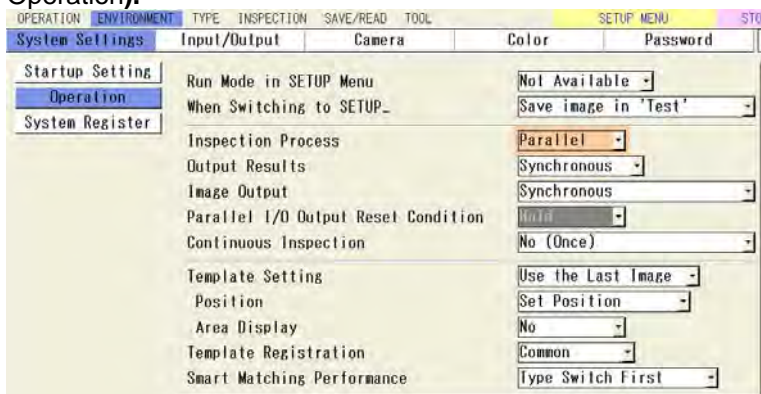 Operation).
OPERATION ENVIRONMENT TYPE INSPECTION SAVE/READ TOOL SETUP MENU STO
System Settings Input/Output Camera Color Password
Startup Setting
Operation
System Register
Run Mode in SETUP Menu Not Available
When Switching to SETUP_ Save image in 'Test'
Inspection Process Parallel
Output Results Synchronous
Image Output Synchronous
Parallel I/O Output Reset Condition Hold
Continuous Inspection No (Once)
Template Setting Use the Last Image
Position Set Position
Area Display No
Template Registration Common
Smart Matching Performance Type Switch First